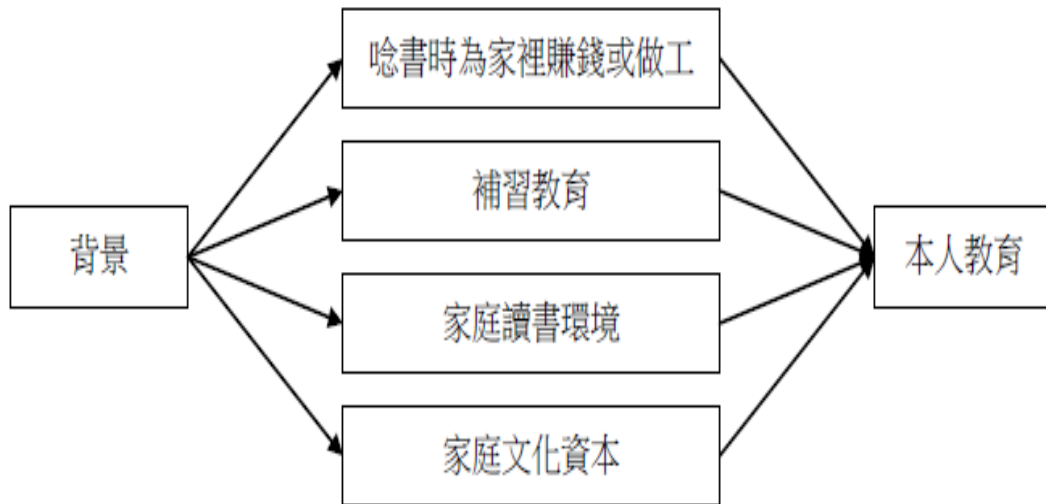 唸書時為家裡賺錢或做工
補習教育
背景
本人教育
家庭讀書環境
家庭文化資本